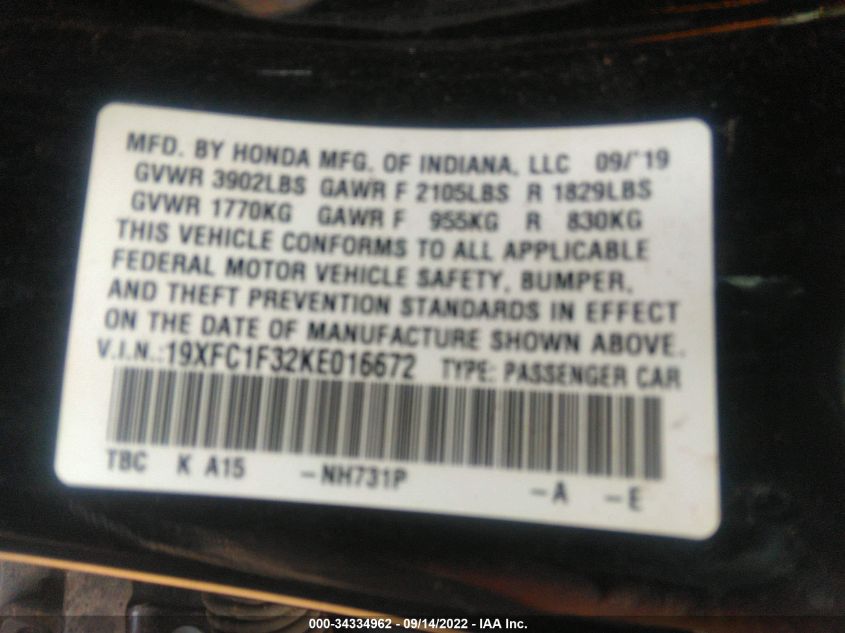 MFD. BY HONDA MFG. OF INDIANA, LLC 09/'19
GVWR 3902LBS GAWR F 2105LBS R 1829LBS
GVWR 1770KG GAWR F 955KG R 830KG
THIS VEHICLE CONFORMS TO ALL APPLICABLE
FEDERAL MOTOR VEHICLE SAFETY, BUMPER,
AND THEFT PREVENTION STANDARDS IN EFFECT
ON THE DATE OF MANUFACTURE SHOWN ABOVE.
V.I.N.:19XFC1F32KE016672 TYPE: PASSENGER CAR
TBC K A15 -NH731P -A -E
000-34334962 - 09/14/2022 - IAA Inc.